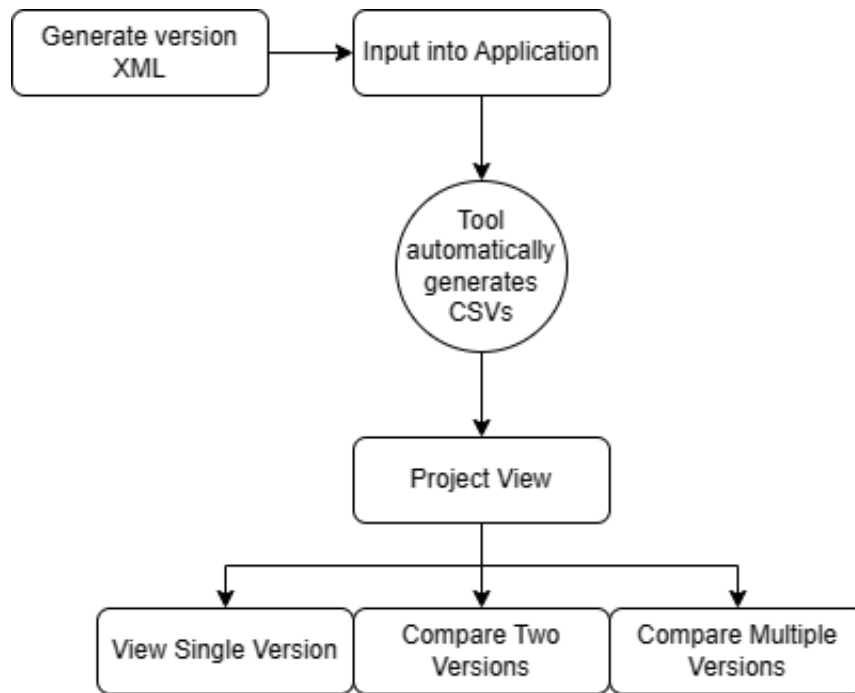 Generate version
XML
Input into Application
Tool
automatically
generates
CSVs
Project View
View Single Version
Compare Two
Versions
Compare Multiple
Versions